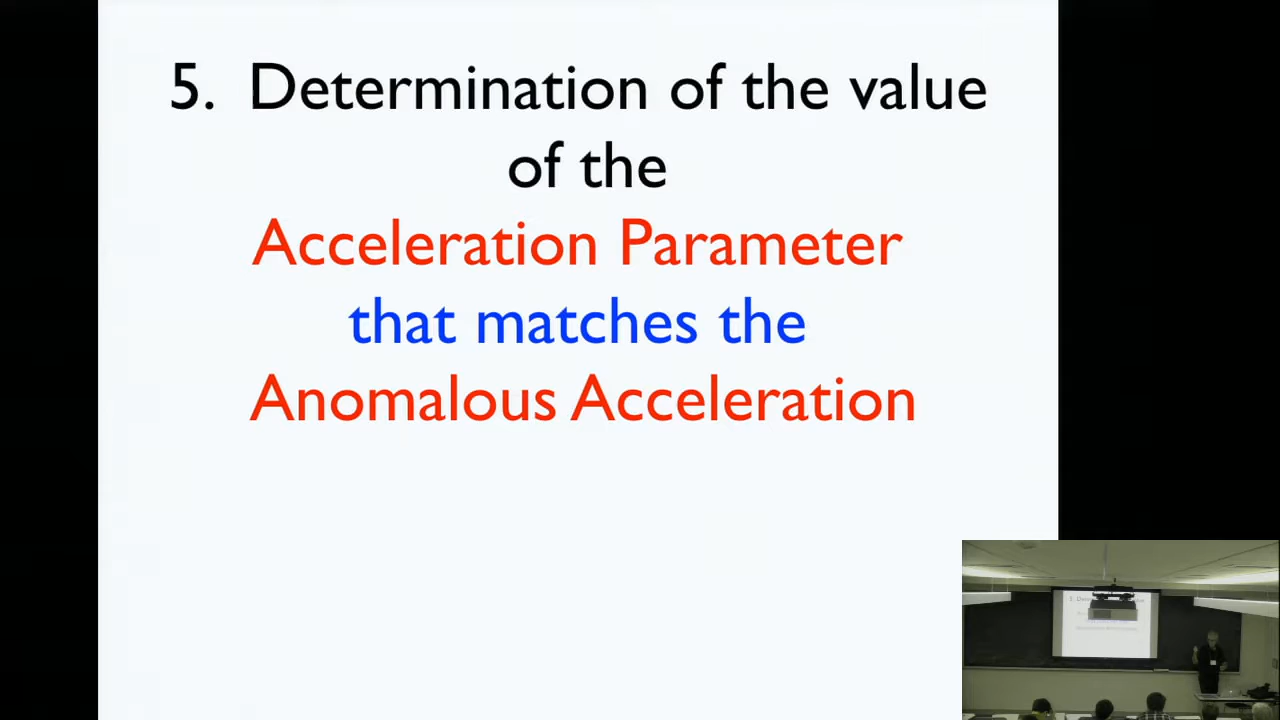 5. Determination of the value
of the
Acceleration Parameter
that matches the
Anomalous Acceleration